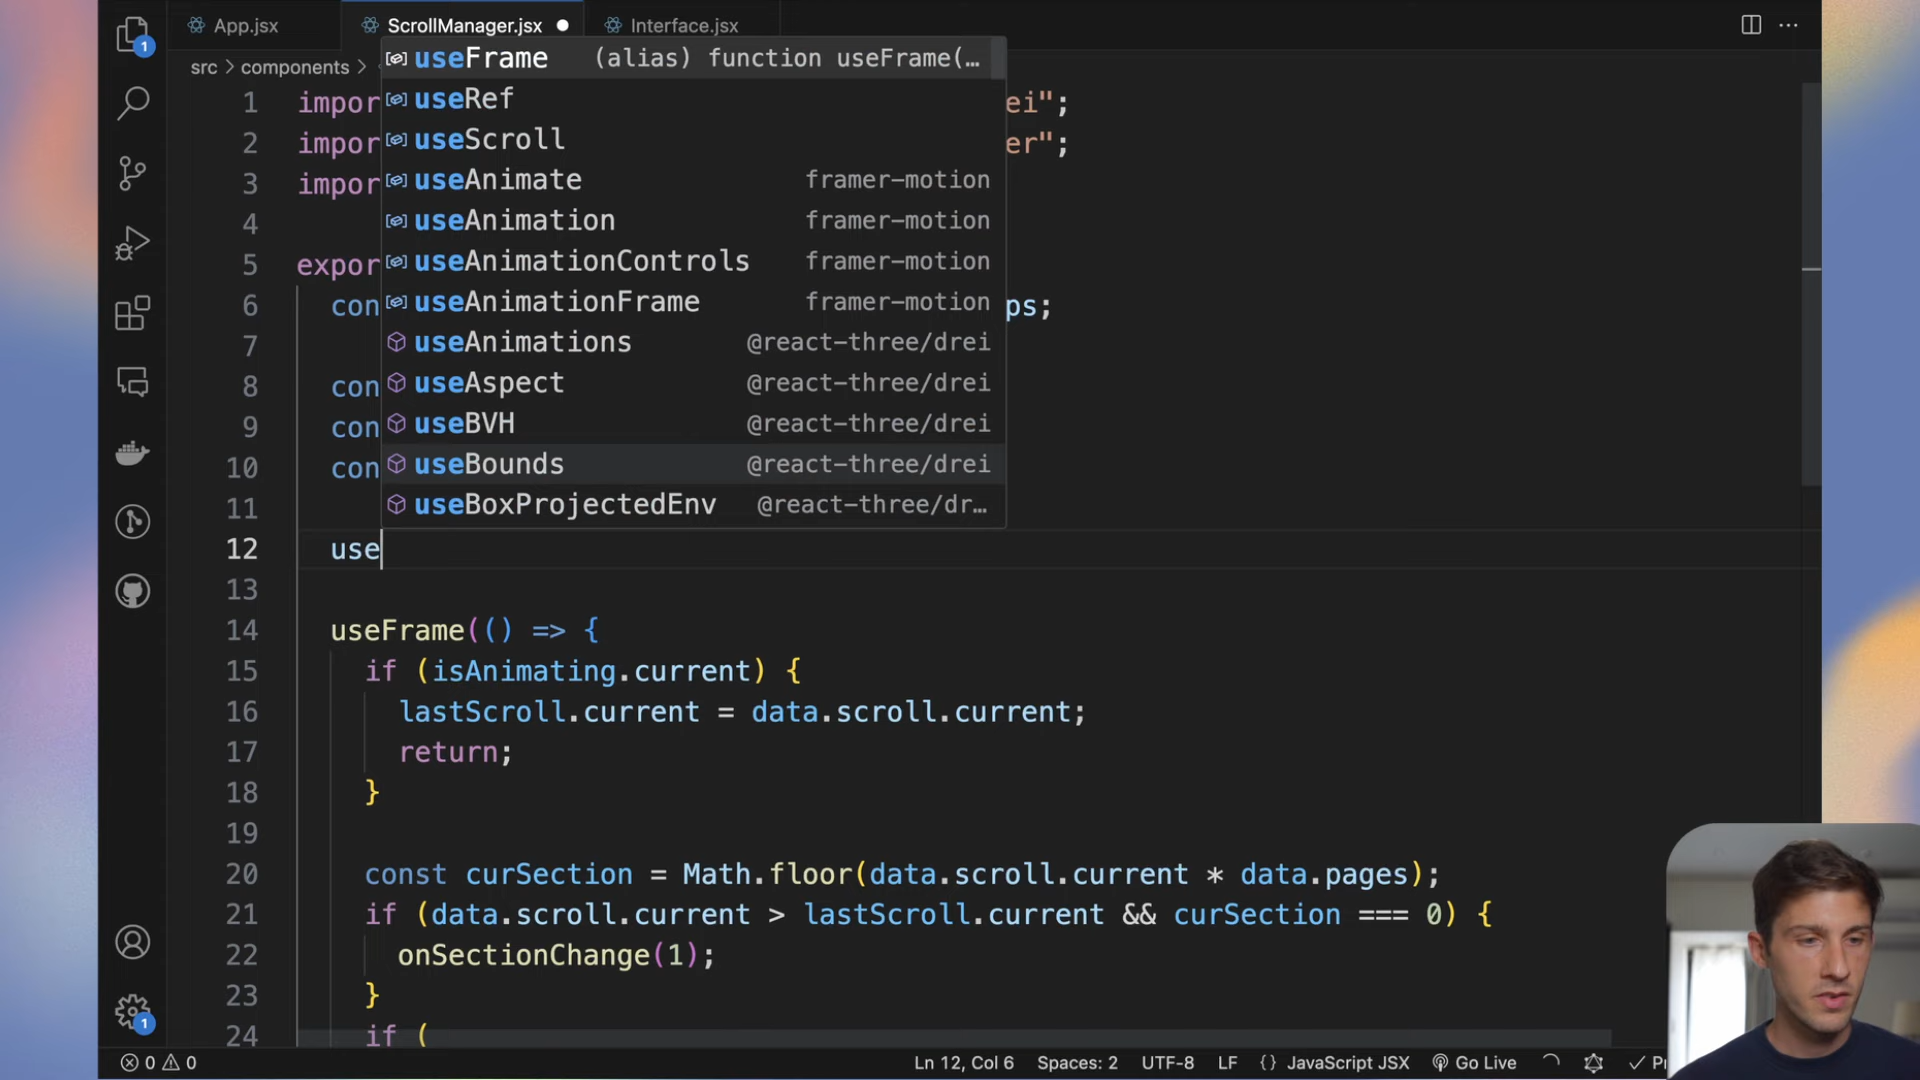 App.jsx
ScrollManager.jsx
Interface.jsx
1
src > components >
useFrame (alias) function useFrame(…
useRef
useScroll
useAnimate framer-motion
useAnimation framer-motion
useAnimationControls framer-motion
useAnimationFrame framer-motion
useAnimations @react-three/drei
useAspect @react-three/drei
useBVH @react-three/drei
useBounds @react-three/drei
useBoxProjectedEnv @react-three/dr…
1 impor ei";
2 impor er";
3 impor
4
5 expor
6 con ps;
7
8 con
9 con
10 con
11
12 use
13
14 useFrame(() => {
15 if (isAnimating.current) {
16 lastScroll.current = data.scroll.current;
17 return;
18 }
19
20 const curSection = Math.floor(data.scroll.current * data.pages);
21 if (data.scroll.current > lastScroll.current && curSection === 0) {
22 onSectionChange(1);
23 }
24 if (
1
0 0 Ln 12, Col 6 Spaces: 2 UTF-8 LF {} JavaScript JSX Go Live